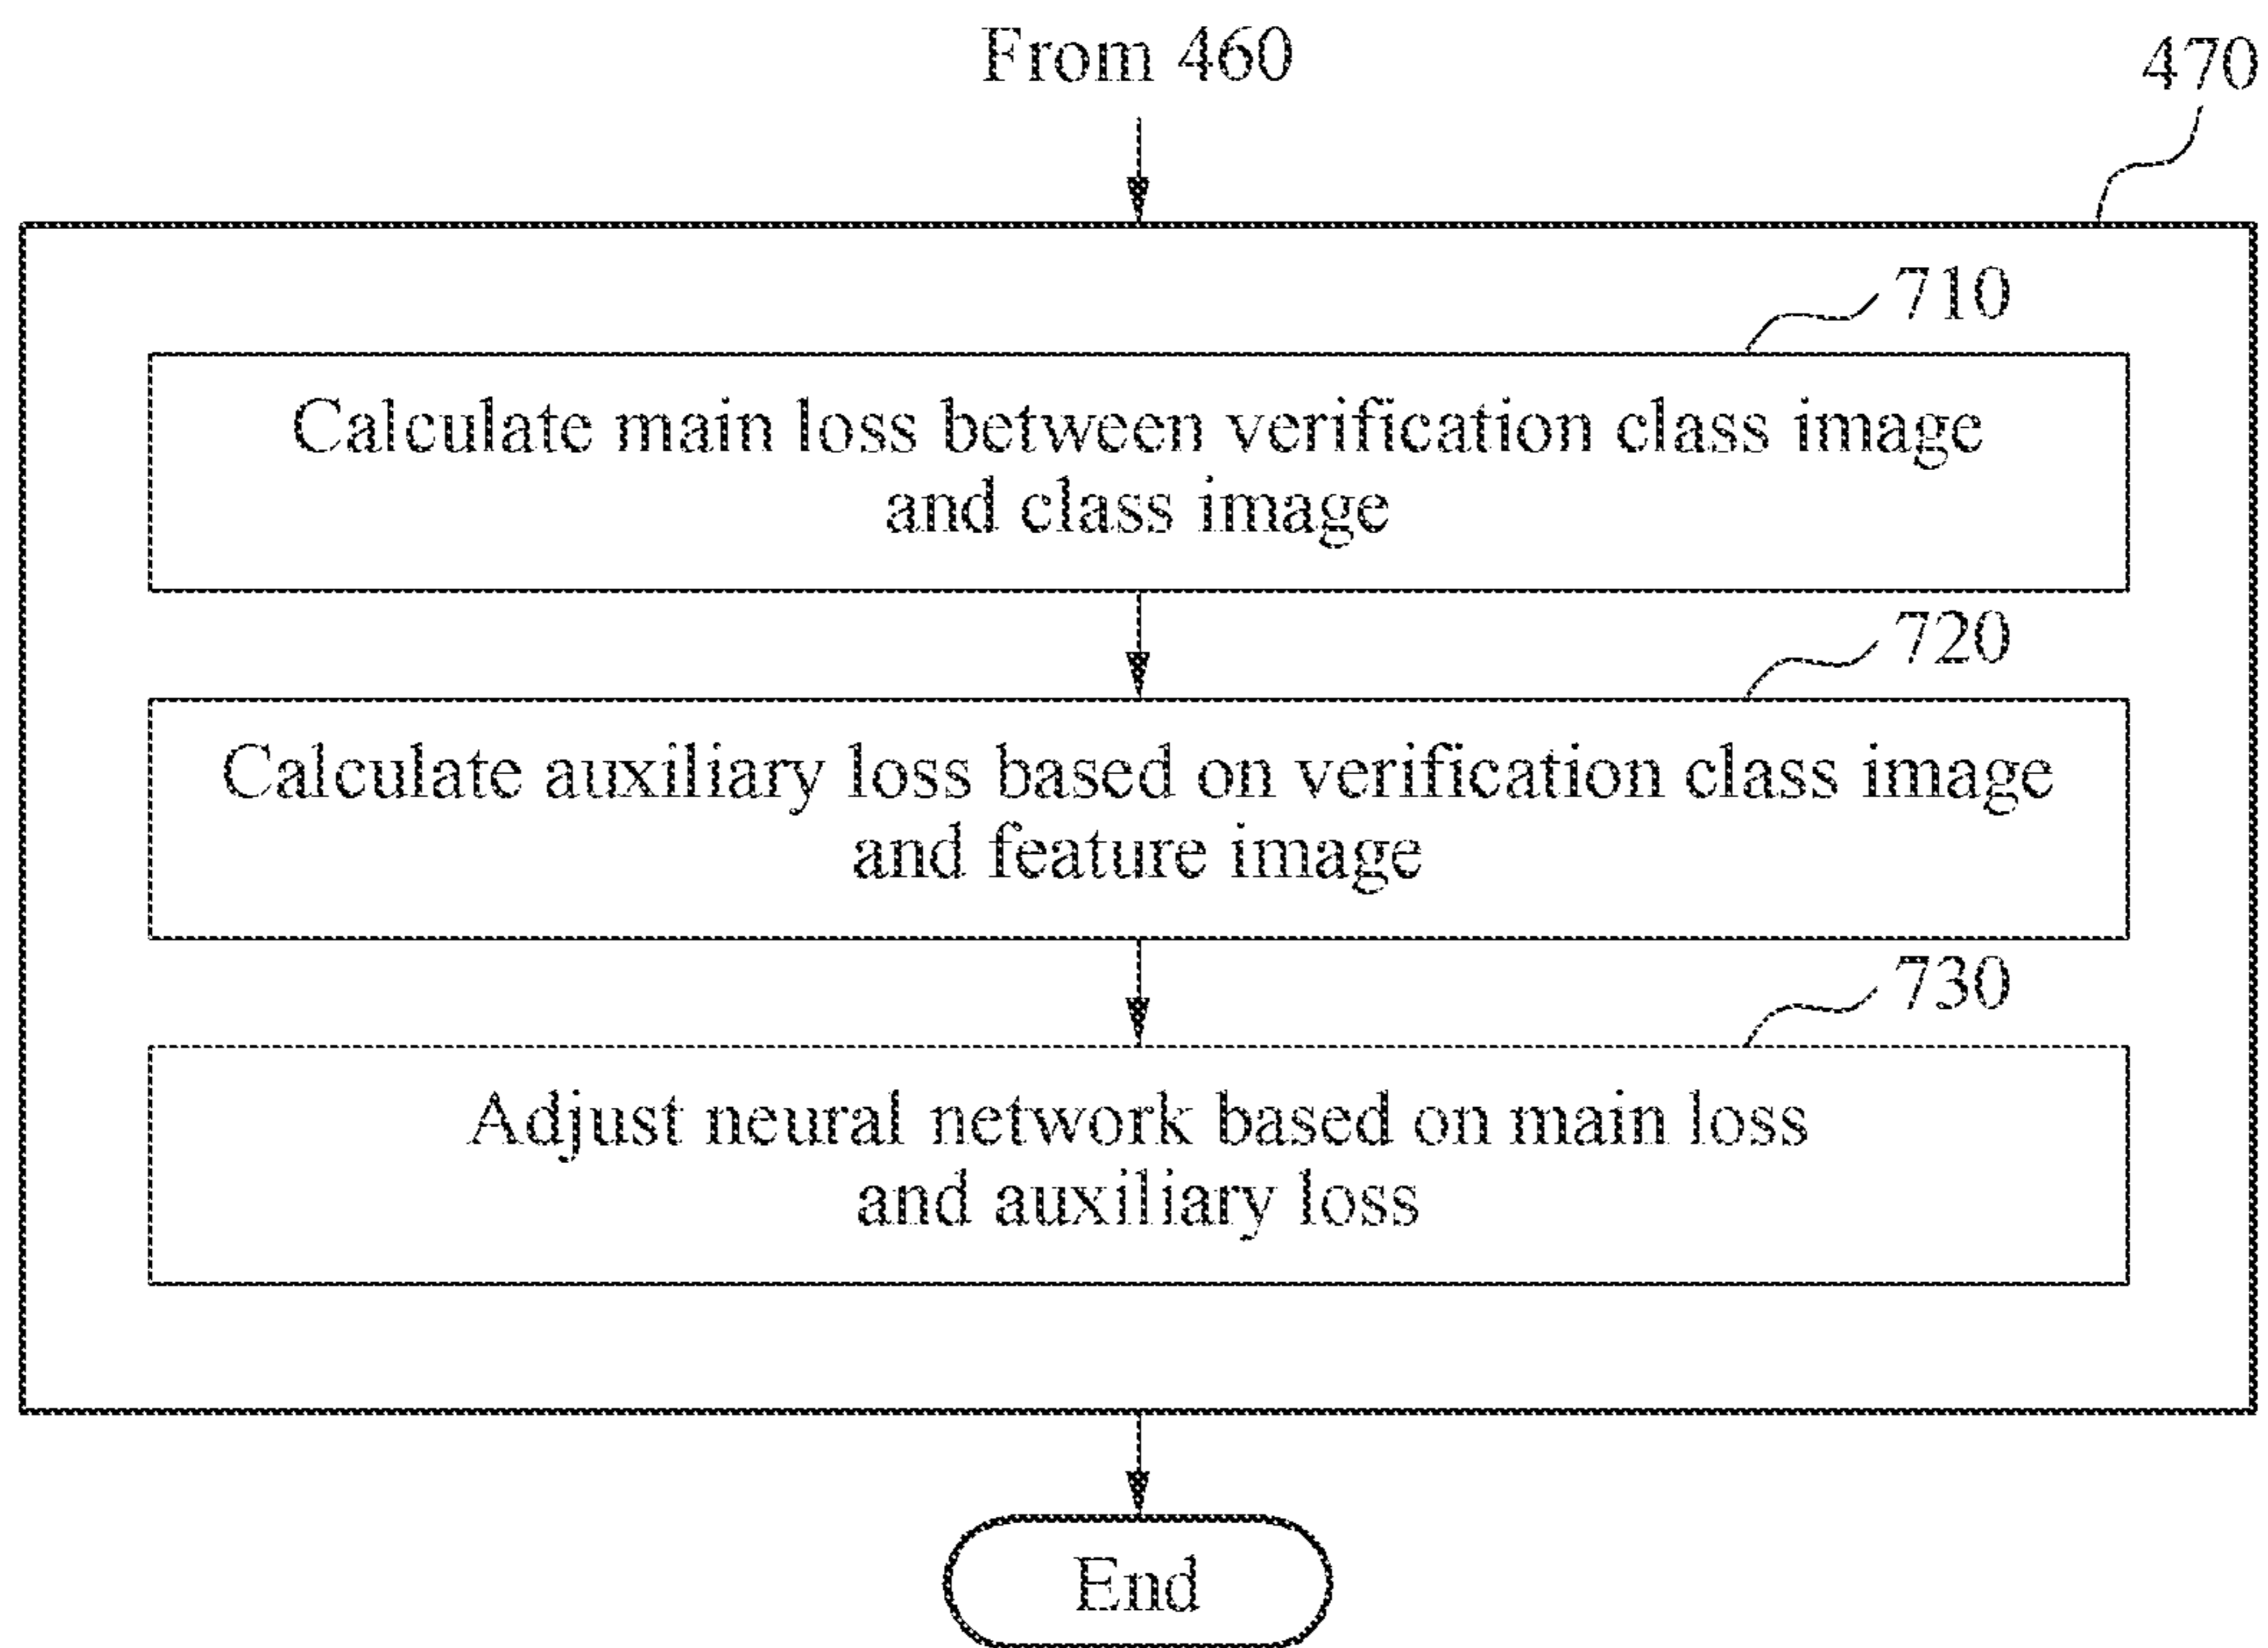 From 460
470
710
Calculate main loss between verification class image
and class image
720
Calculate auxiliary loss based on verification class image
and feature image
730
Adjust neural network based on main loss
and auxiliary loss
End